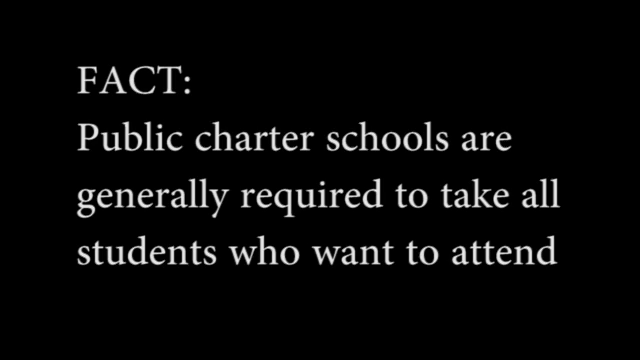 FACT:
Public charter schools are
generally required to take all
students who want to attend